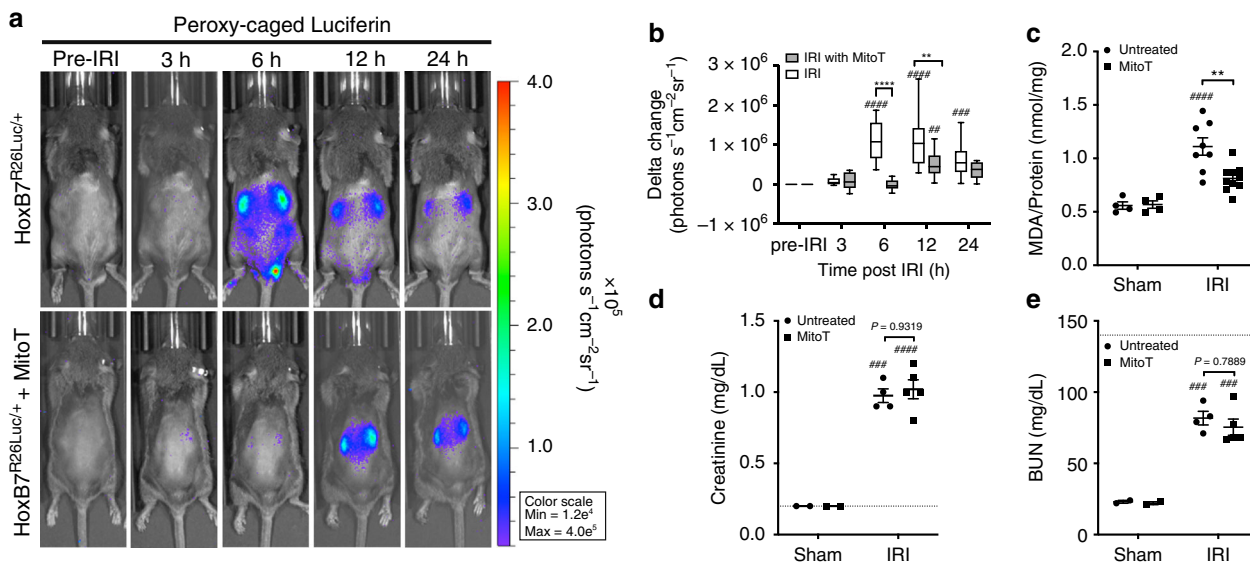 a
Peroxy-caged Luciferin
Pre-IRI 3 h 6 h 12 h 24 h
HoxB7R26Luc/+
HoxB7R26Luc/+ + MitoT
4.0
3.0
2.0
1.0
×10⁵
(photons s⁻¹cm⁻²sr⁻¹)
Color scale
Min = 1.2e⁴
Max = 4.0e⁵
b
IRI with MitoT
IRI
Delta change
(photons s⁻¹cm⁻²sr⁻¹)
3 × 10⁶
2 × 10⁶
1 × 10⁶
0
−1 × 10⁶
####
****
####
**
##
###
pre-IRI 3 6 12 24
Time post IRI (h)
c
Untreated
MitoT
MDA/Protein (nmol/mg)
2.0
1.5
1.0
0.5
0.0
####
**
Sham IRI
d
Untreated
MitoT
Creatinine (mg/dL)
1.5
1.0
0.5
0.0
P = 0.9319
###
####
Sham IRI
e
Untreated
MitoT
BUN (mg/dL)
150
100
50
0
P = 0.7889
###
###
Sham IRI